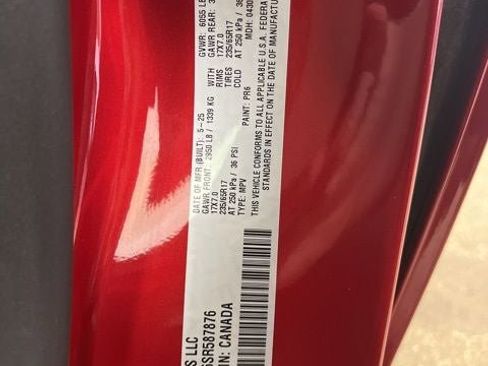 S LLC
SR587876
IN: CANADA
DATE OF MFR (BUILT): 5-25 GVWR: 6055 LB
GAWR FRONT: 2950 LB / 1339 KG WITH GAWR REAR:
17X7.0 RIMS 17X7.0
235/65R17 TIRES 235/65R17
AT 250 kPa / 36 PSI COLD AT 250 kPa / 36
TYPE: MPV PAINT: PR6 MDH: 0430
THIS VEHICLE CONFORMS TO ALL APPLICABLE U.S.A. FEDERA
STANDARDS IN EFFECT ON THE DATE OF MANUFACTU